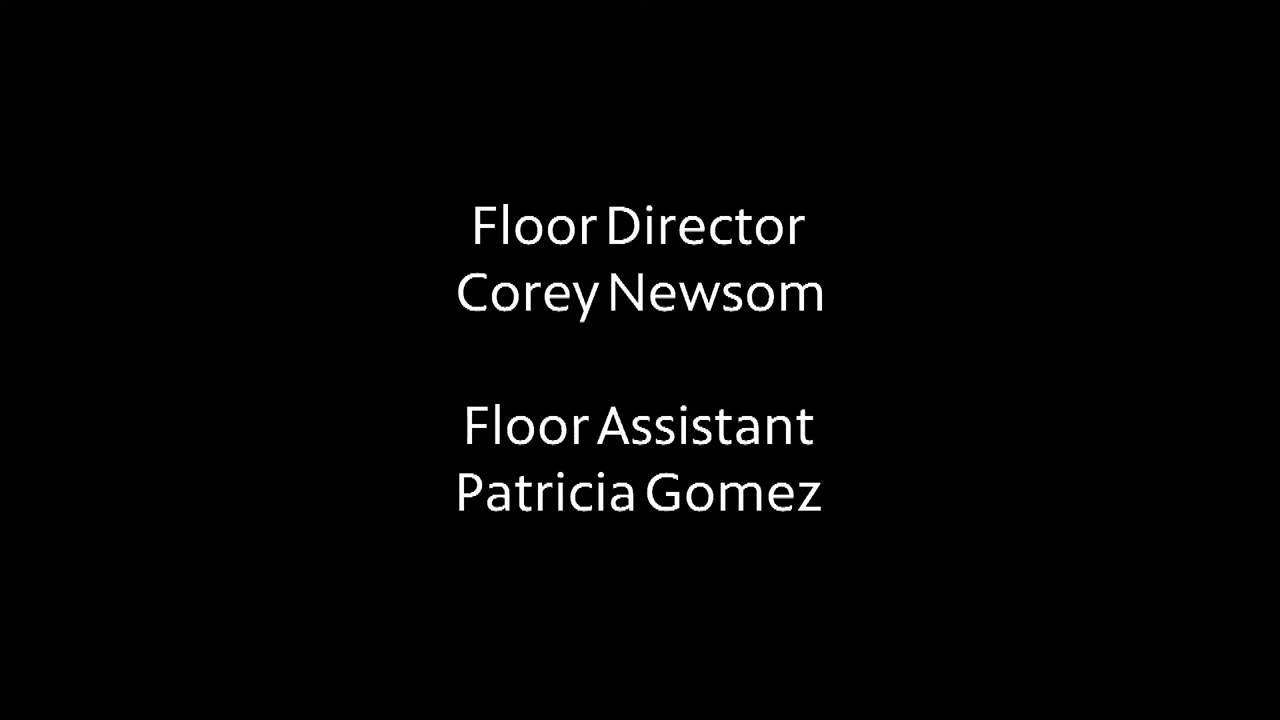 Floor Director
Corey Newsom
Floor Assistant
Patricia Gomez